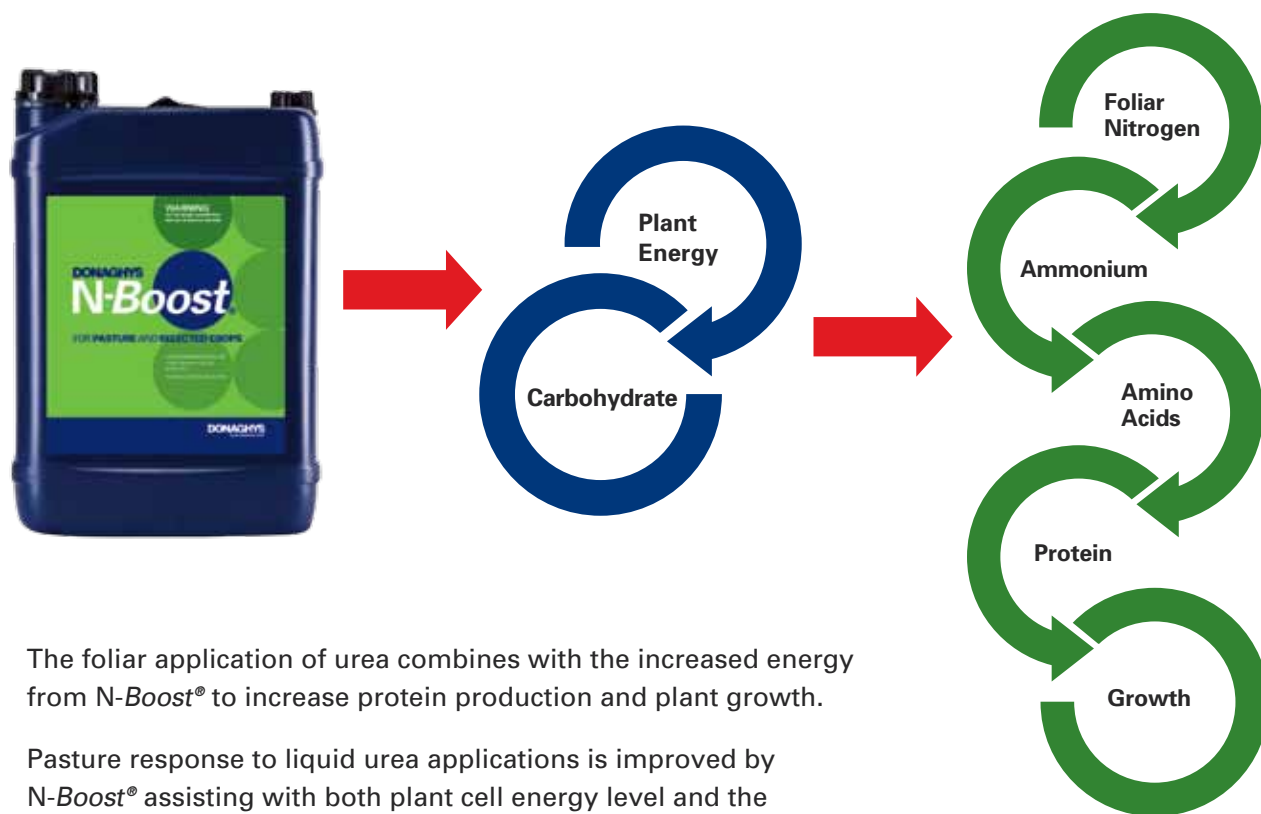 WARNING
DONAGHYS
N-Boost®
FOR PASTURE AND SELECTED CROPS
DONAGHYS
Plant
Energy
Carbohydrate
Foliar
Nitrogen
Ammonium
Amino
Acids
Protein
Growth
The foliar application of urea combines with the increased energy
from N-Boost® to increase protein production and plant growth.
Pasture response to liquid urea applications is improved by
N-Boost® assisting with both plant cell energy level and the